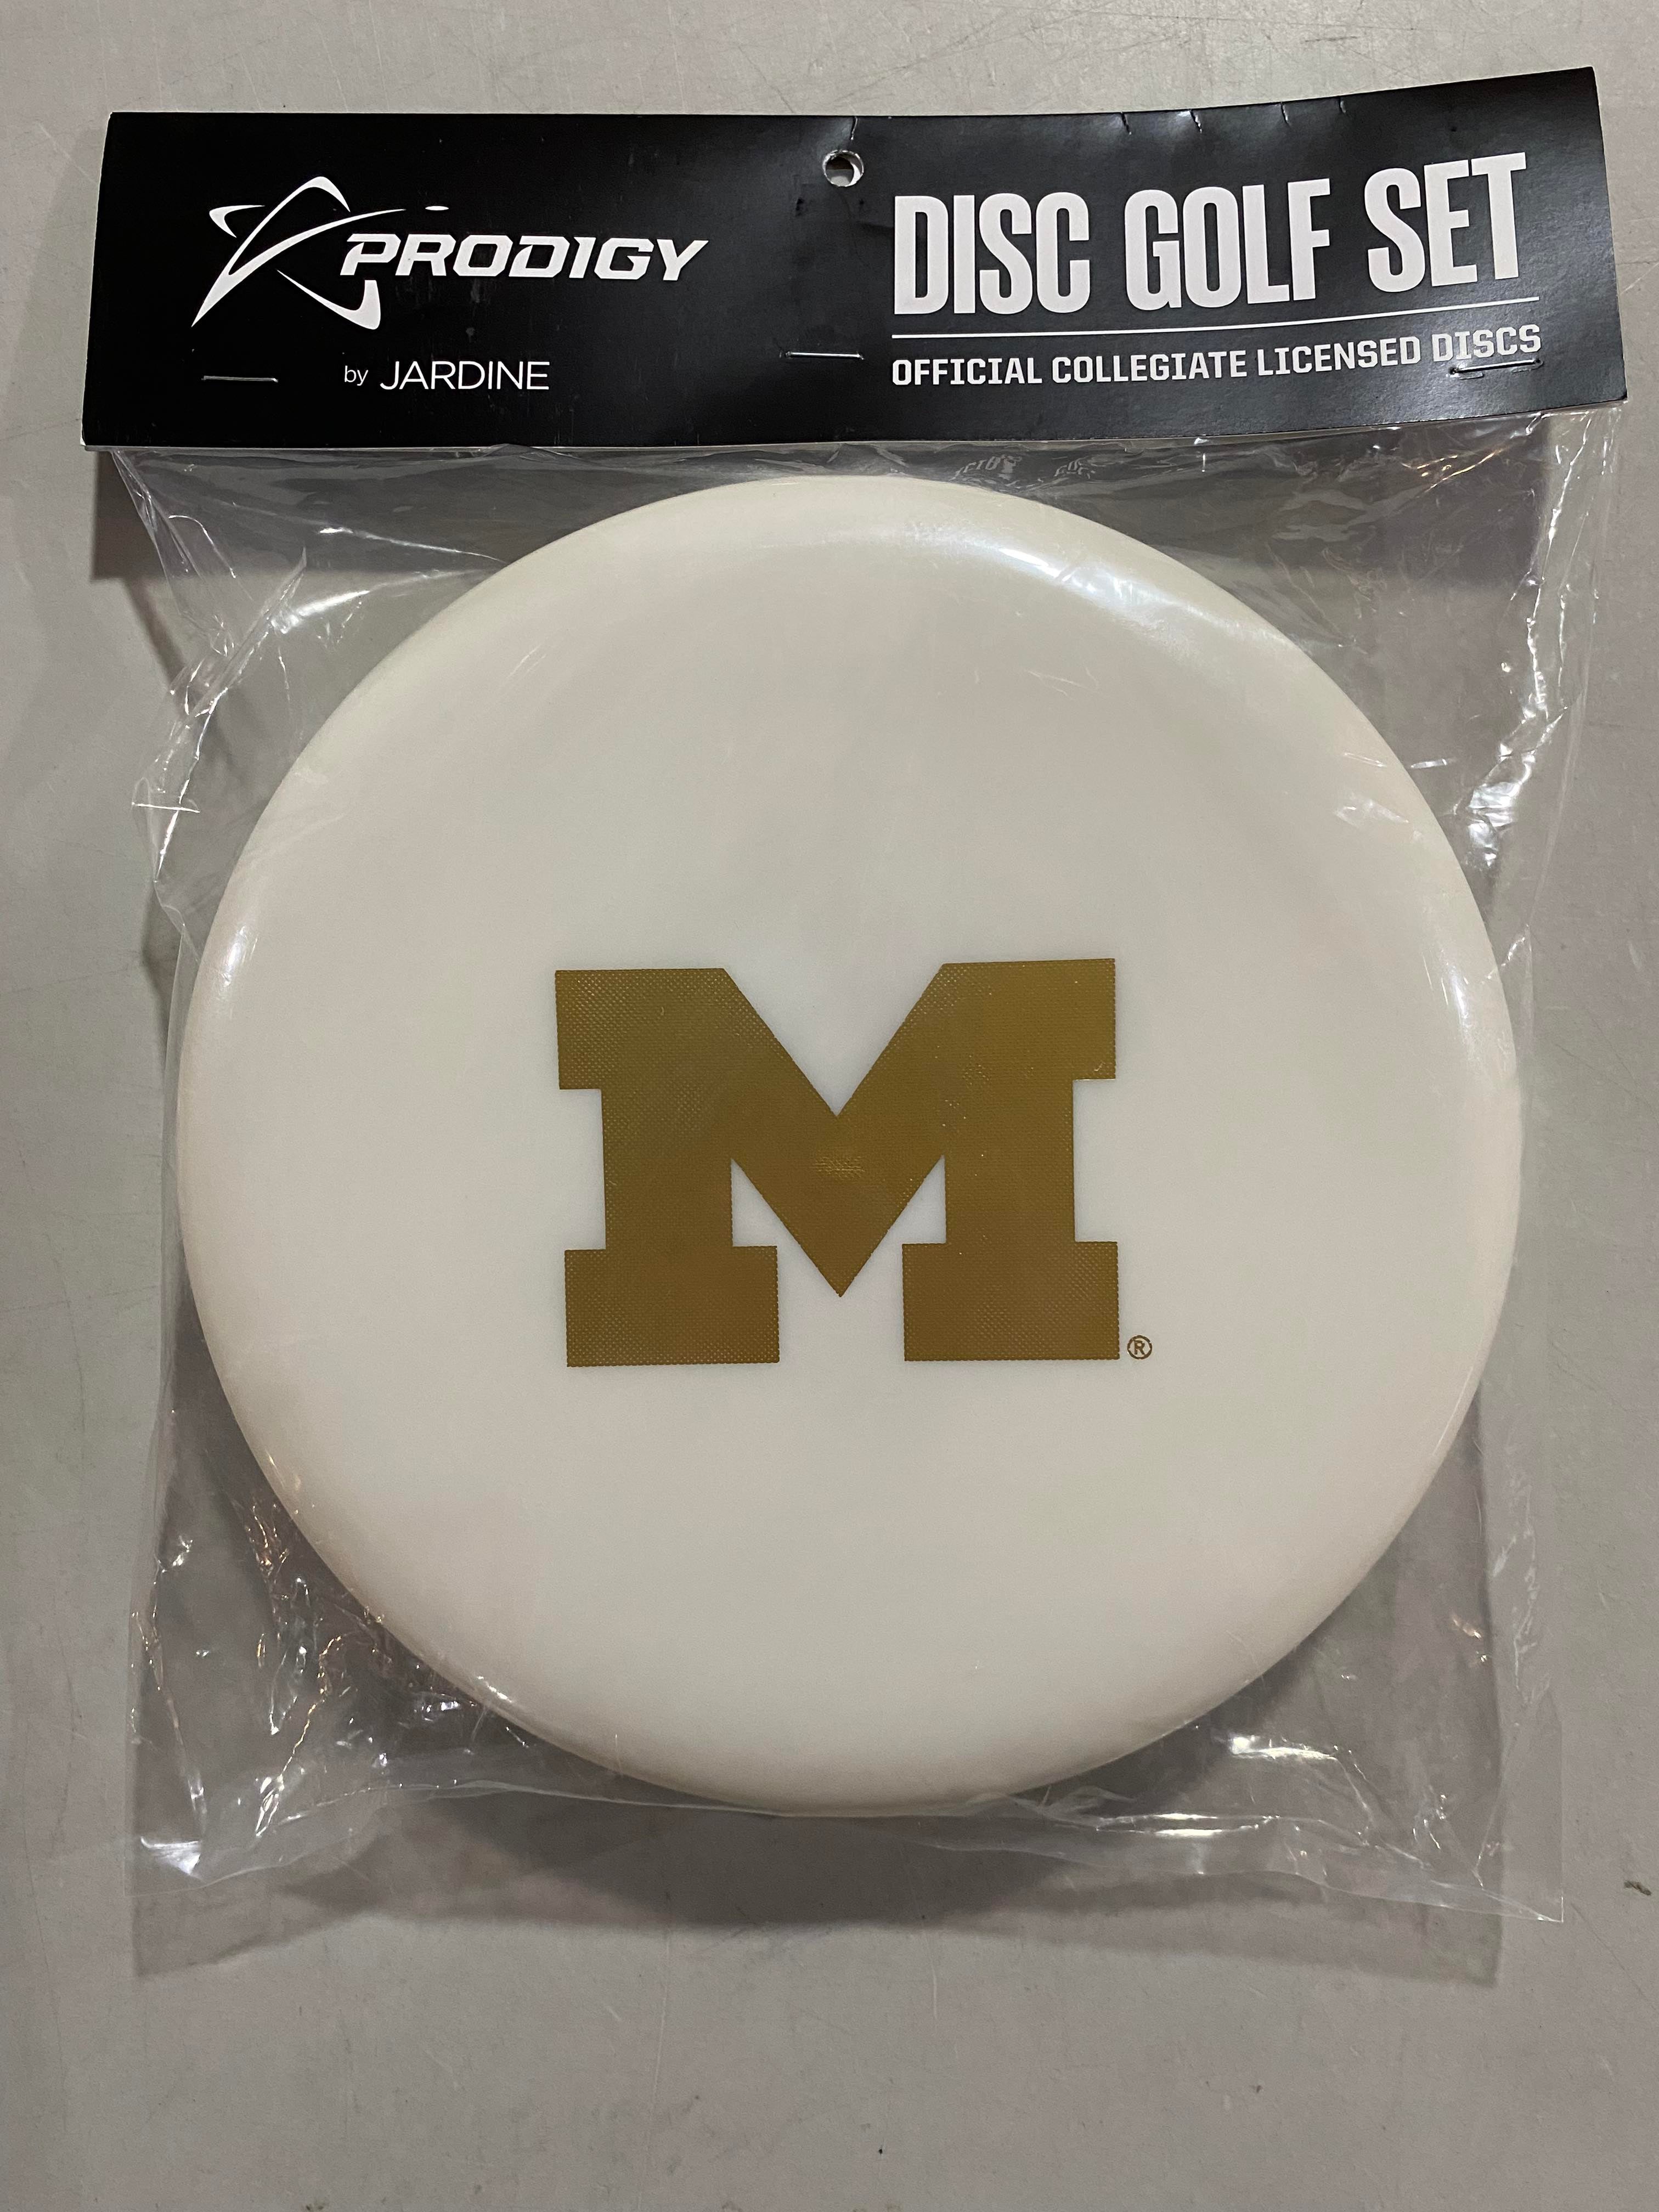 PRODIGY
by JARDINE
DISC GOLF SET
OFFICIAL COLLEGIATE LICENSED DISCS
M
®